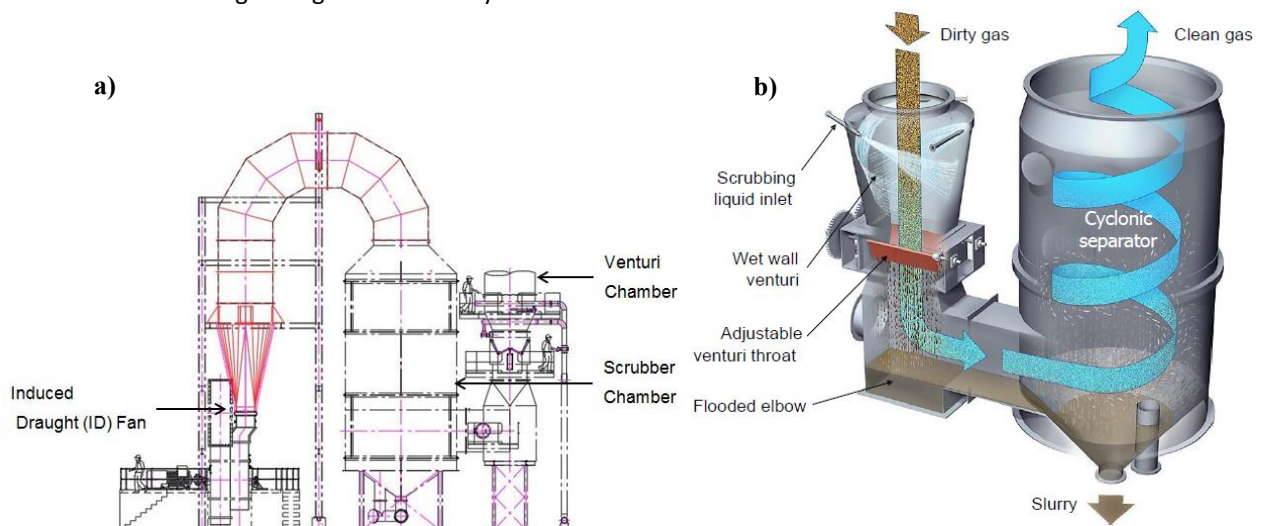 a)
Venturi
Chamber
Scrubber
Chamber
Induced
Draught (ID) Fan
b)
Dirty gas
Clean gas
Scrubbing
liquid inlet
Cyclonic
separator
Wet wall
venturi
Adjustable
venturi throat
Flooded elbow
Slurry